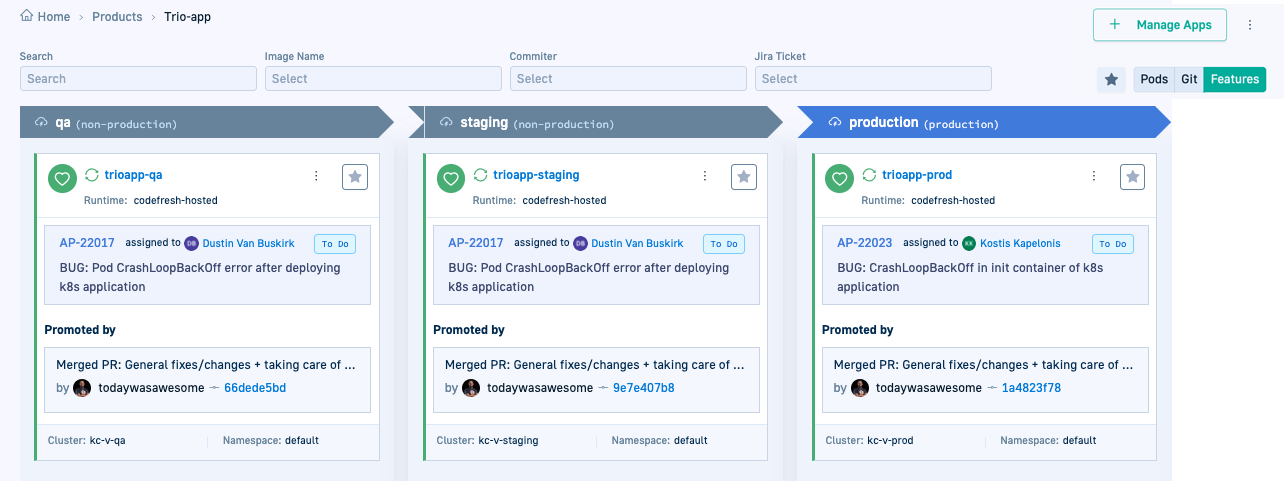 Home > Products > Trio-app
+ Manage Apps
Search
Image Name
Commiter
Jira Ticket
Search
Select
Select
Select
Pods Git Features
qa (non-production)
staging (non-production)
production (production)
trioapp-qa
Runtime: codefresh-hosted
AP-22017 assigned to DB Dustin Van Buskirk To Do
BUG: Pod CrashLoopBackOff error after deploying
k8s application
Promoted by
Merged PR: General fixes/changes + taking care of ...
by todaywasawesome 66dede5bd
Cluster: kc-v-qa Namespace: default
trioapp-staging
Runtime: codefresh-hosted
AP-22017 assigned to DB Dustin Van Buskirk To Do
BUG: Pod CrashLoopBackOff error after deploying
k8s application
Promoted by
Merged PR: General fixes/changes + taking care of ...
by todaywasawesome 9e7e407b8
Cluster: kc-v-staging Namespace: default
trioapp-prod
Runtime: codefresh-hosted
AP-22023 assigned to KK Kostis Kapelonis To Do
BUG: CrashLoopBackOff in init container of k8s
application
Promoted by
Merged PR: General fixes/changes + taking care of ...
by todaywasawesome 1a4823f78
Cluster: kc-v-prod Namespace: default